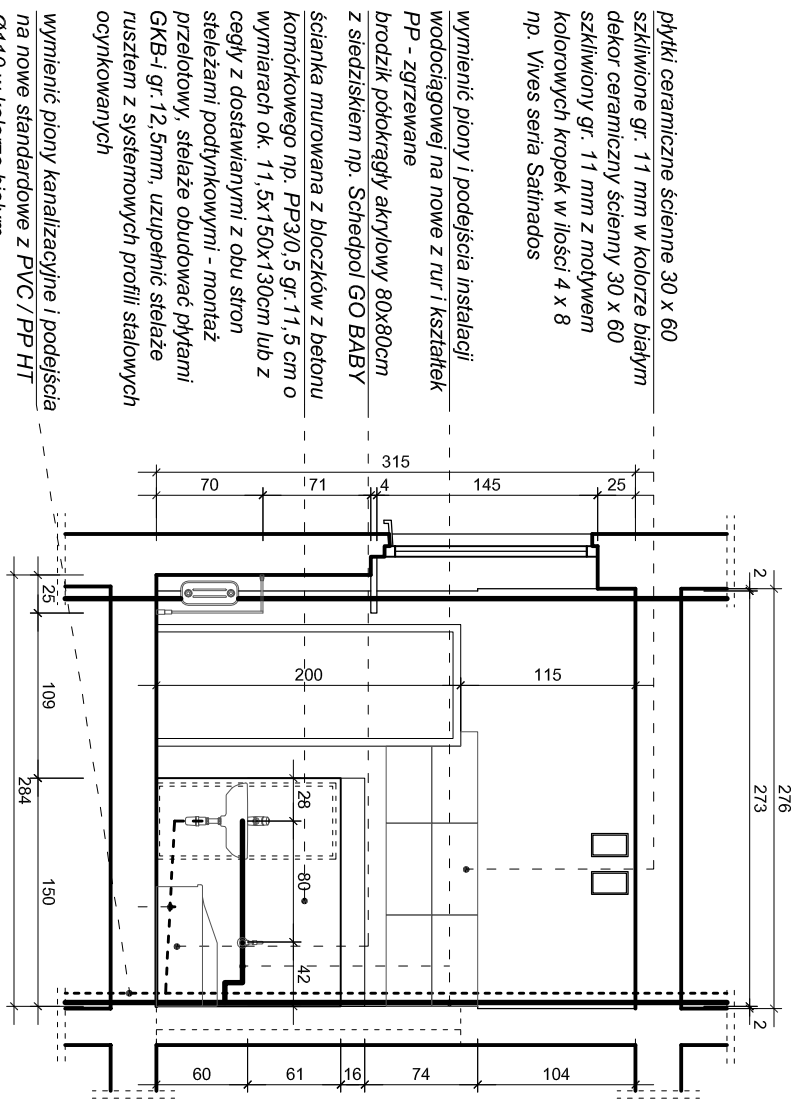 płytki ceramiczne ścienne 30 x 60
szkliwione gr. 11 mm w kolorze białym
dekor ceramiczny ścienny 30 x 60
szkliwiony gr. 11 mm z motywem
kolorowych kropek w ilości 4 x 8
np. Vives seria Satinados
wymienić piony i podejścia instalacji
wodociągowej na nowe z rur i kształtek
PP - zgrzewane
brodzik półokrągły akrylowy 80x80cm
z siedziskiem np. Schedpol GO BABY
ścianka murowana z bloczków z betonu
komórkowego np. PP3/0,5 gr.11,5 cm o
wymiarach ok. 11,5x150x130cm lub z
cegły z dostawianymi z obu stron
steleżami podtynkowymi - montaż
przelotowy, stelaże obudować płytami
GKB-i gr.12,5mm, uzupełnić stelaże
rusztem z systemowych profili stalowych
ocynkowanych
wymienić piony kanalizacyjne i podejścia
na nowe standardowe z PVC / PP HT
315
70
71
4
145
25
2
273
2
276
200
115
25
109
150
284
28
80
42
60
61
16
74
104